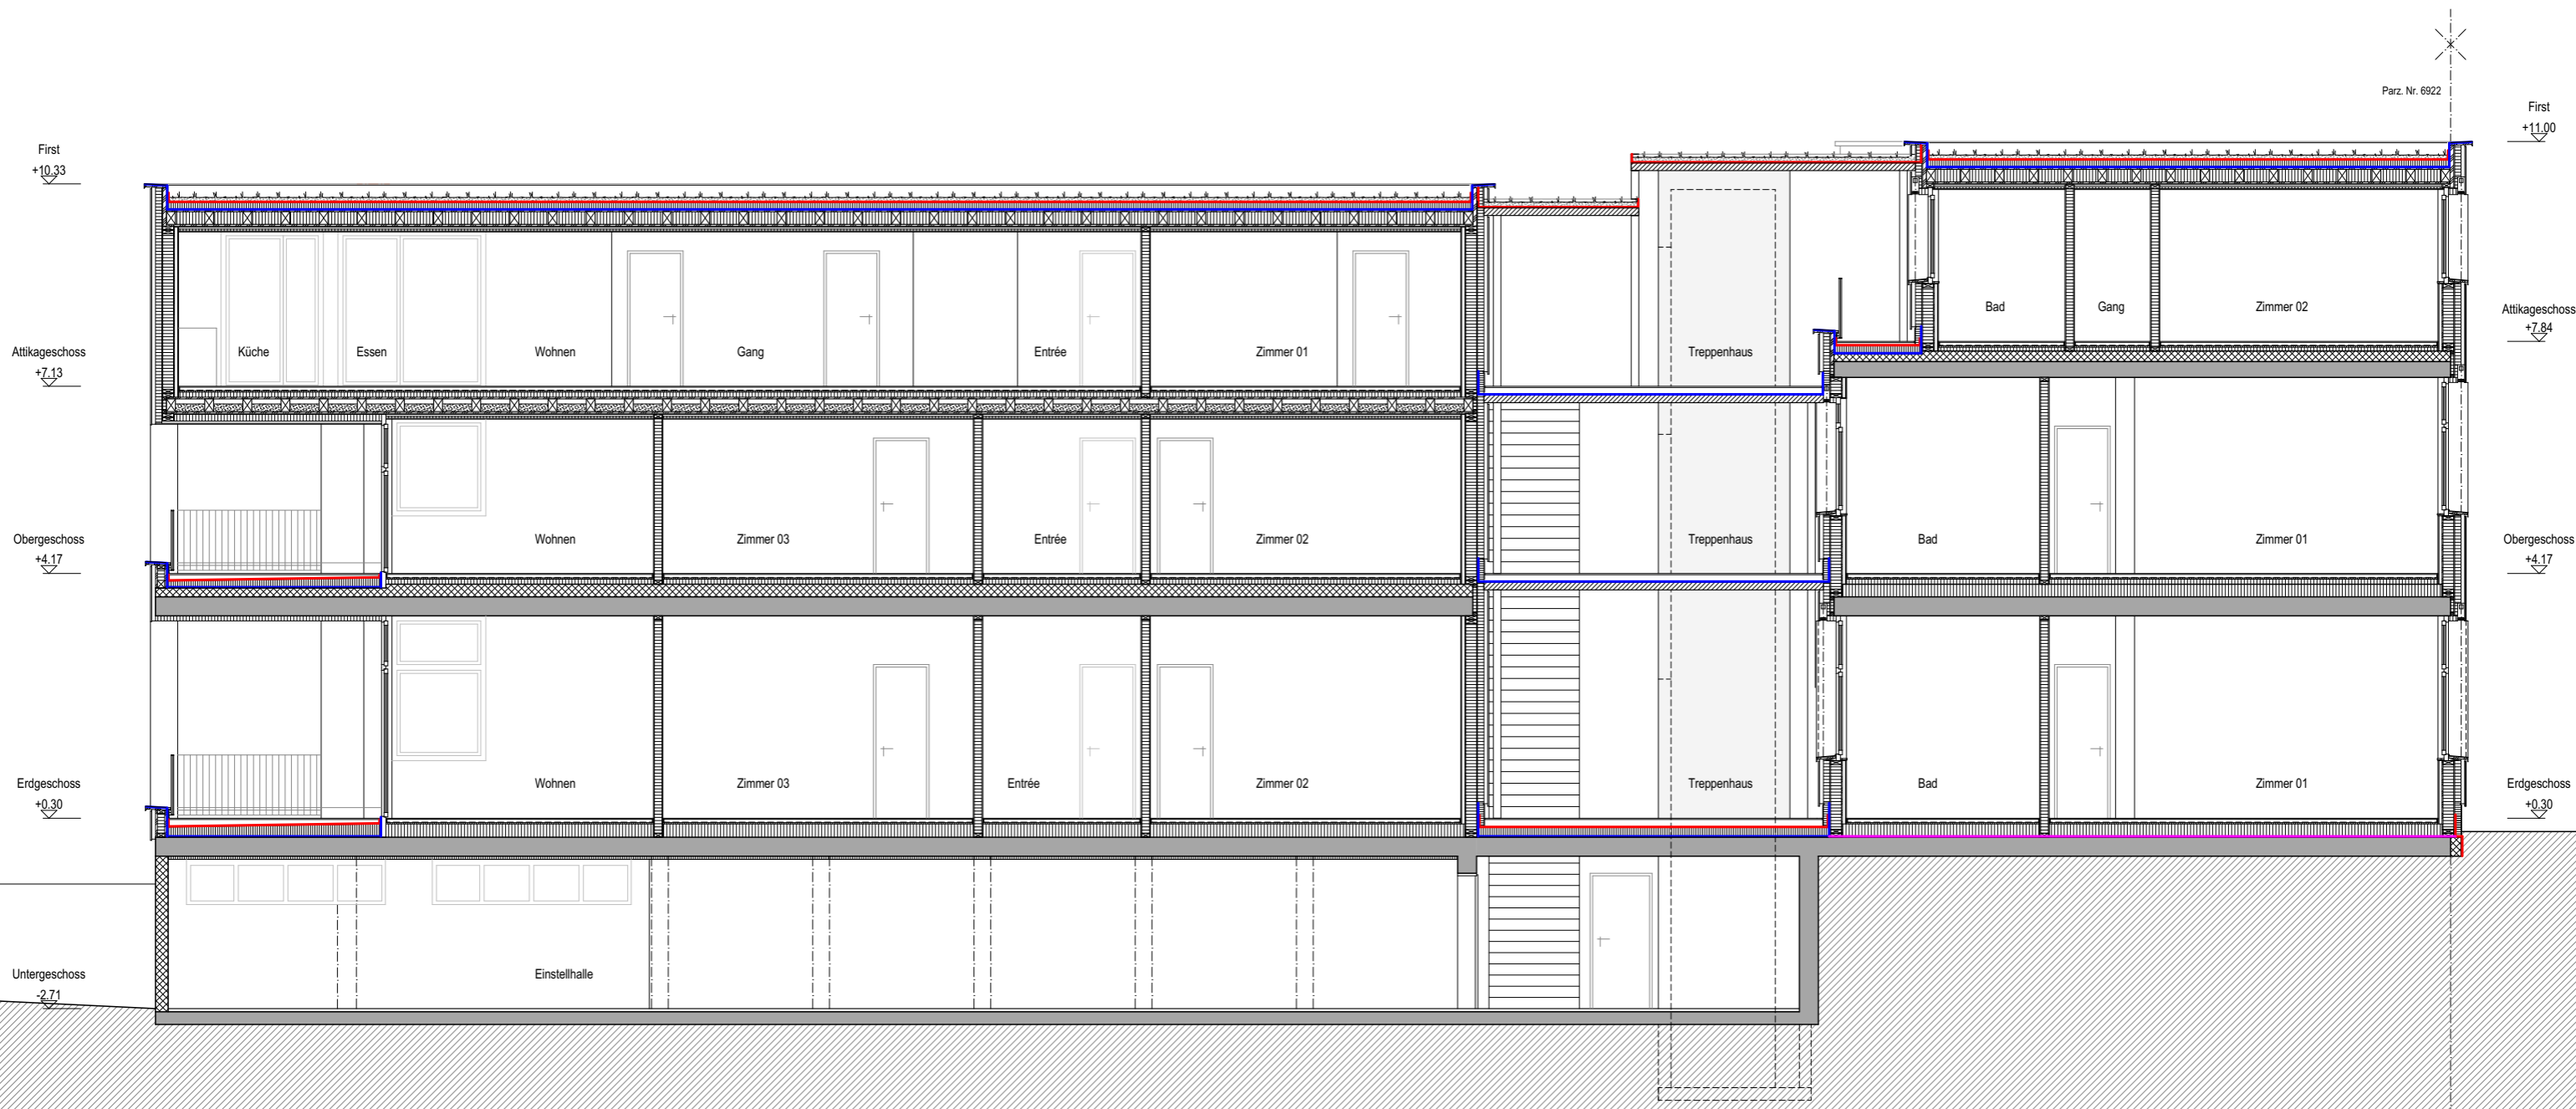 Parz. Nr. 6922
First
+11.00
First
+10.33
Bad
Gang
Zimmer 02
Attikageschoss
+7.84
Attikageschoss
+7.13
Küche
Essen
Wohnen
Gang
Entrée
Zimmer 01
Treppenhaus
Obergeschoss
+4.17
Wohnen
Zimmer 03
Entrée
Zimmer 02
Treppenhaus
Bad
Zimmer 01
Obergeschoss
+4.17
Erdgeschoss
+0.30
Wohnen
Zimmer 03
Entrée
Zimmer 02
Treppenhaus
Bad
Zimmer 01
Erdgeschoss
+0.30
Untergeschoss
-2.71
Einstellhalle